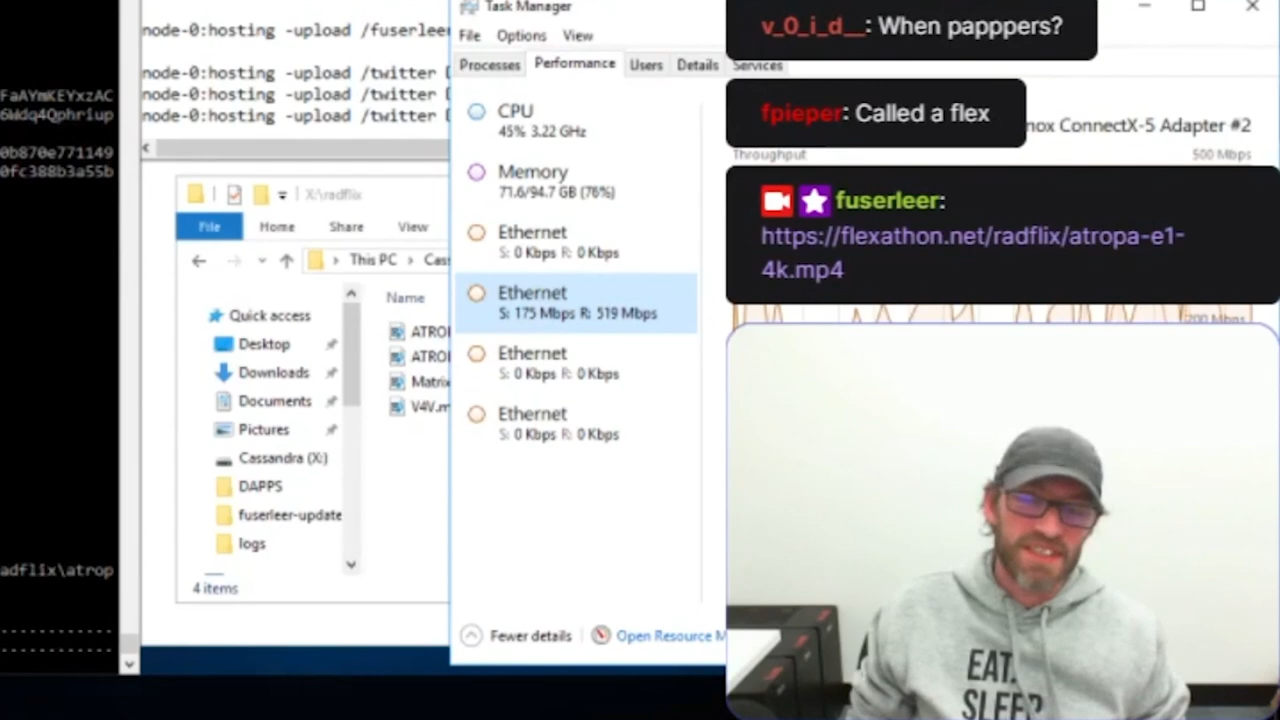 node-0:hosting -upload /fuserleer
node-0:hosting -upload /twitter
node-0:hosting -upload /twitter
node-0:hosting -upload /twitter
FaAYmKEYxzAC
6Wdq4Qphriup
0b870e771149
0fc388b3a55b
adflix\atrop
X:\radflix
File Home Share View
This PC Cas
Name
Quick access
Desktop
Downloads
Documents
Pictures
Cassandra (X:)
DAPPS
fuserleer-update
logs
ATRO
ATRO
Matrix
V4V.m
4 items
Task Manager
File Options View
Processes Performance Users Details Services
CPU
45% 3.22 GHz
Memory
71.6/94.7 GB (76%)
Ethernet
S: 0 Kbps R: 0 Kbps
Ethernet
S: 175 Mbps R: 519 Mbps
Ethernet
S: 0 Kbps R: 0 Kbps
Ethernet
S: 0 Kbps R: 0 Kbps
Fewer details Open Resource M
nox ConnectX-5 Adapter #2
Throughput 500 Mbps
200 Mbps
v_0_i_d__: When papppers?
fpieper: Called a flex
fuserleer:
https://flexathon.net/radflix/atropa-e1-
4k.mp4
EAT.
SLEEP